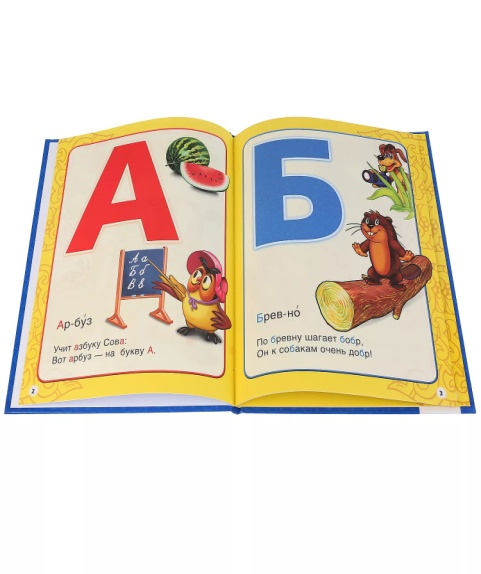 А
Аа
Бб
Вв
Ар-бу́з
Учит азбуку Сова:
Вот арбуз — на букву А.
2
Б
Брев-но́
По бревну шагает бобр,
Он к собакам очень добр!
3